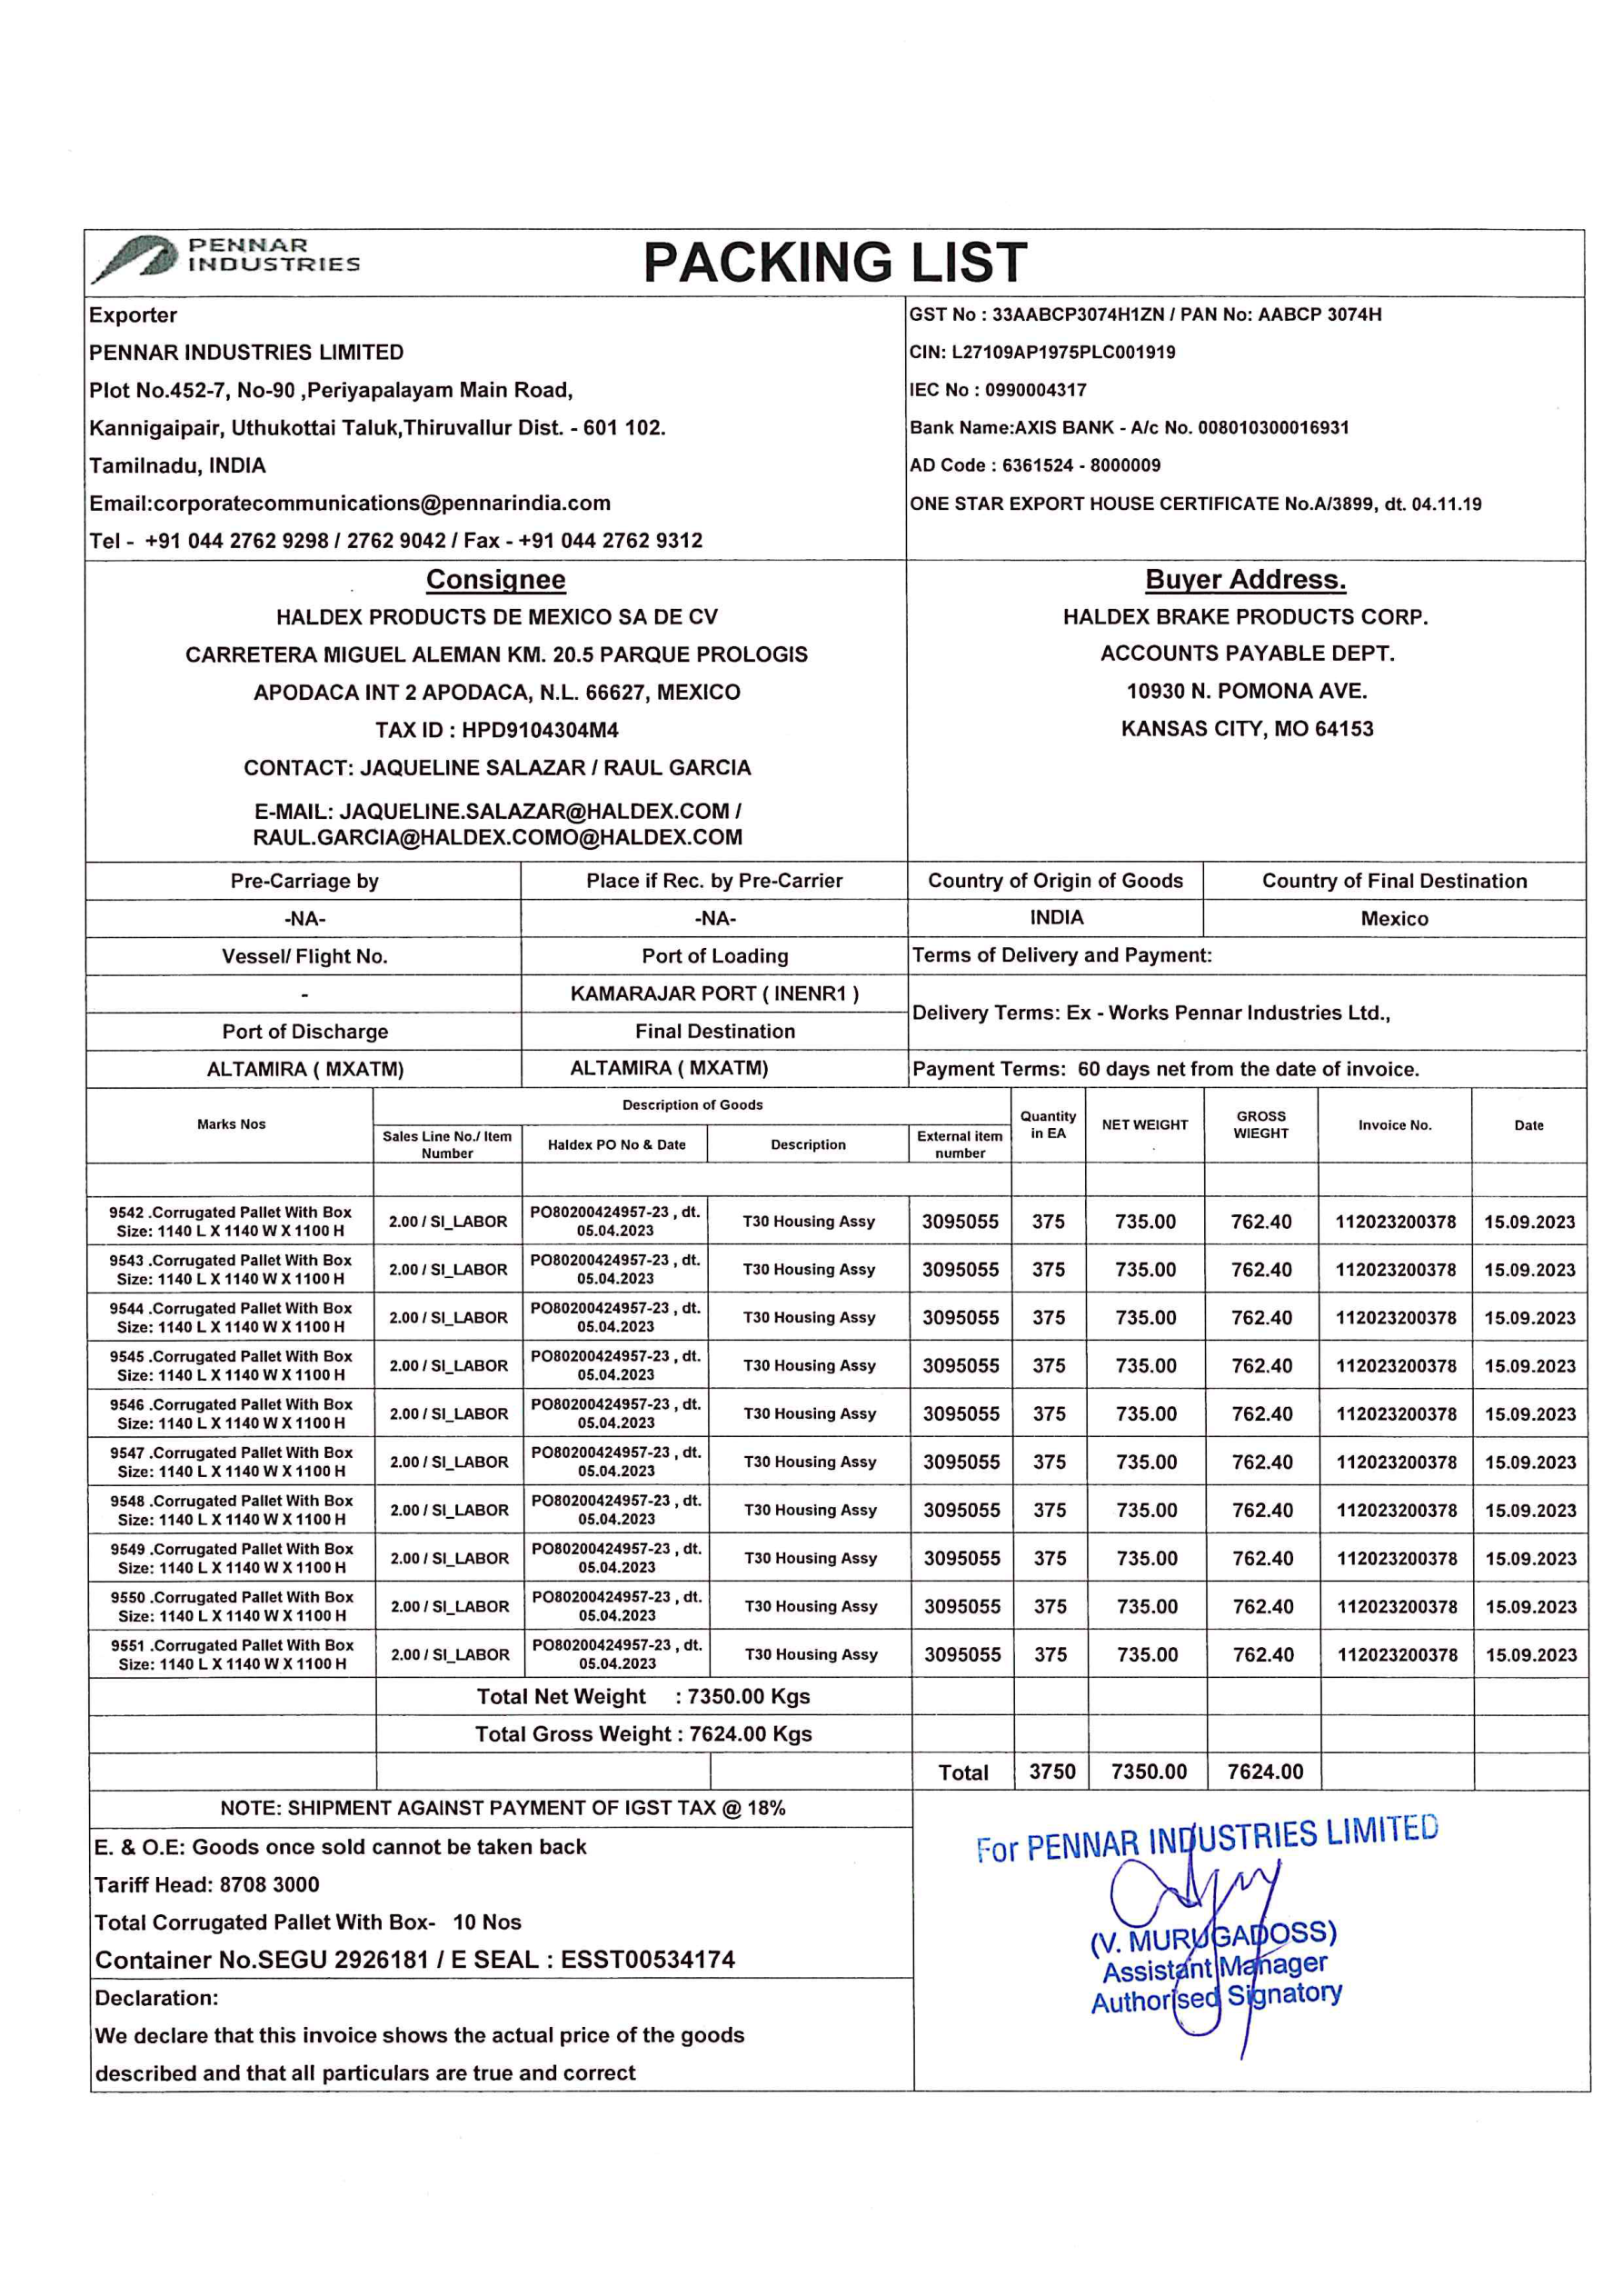 PENNAR
INDUSTRIES
PACKING LIST
Exporter
PENNAR INDUSTRIES LIMITED
Plot No.452-7, No-90 ,Periyapalayam Main Road,
Kannigaipair, Uthukottai Taluk,Thiruvallur Dist. - 601 102.
Tamilnadu, INDIA
Email:corporatecommunications@pennarindia.com
Tel - +91 044 2762 9298 / 2762 9042 / Fax - +91 044 2762 9312
GST No : 33AABCP3074H1ZN / PAN No: AABCP 3074H
CIN: L27109AP1975PLC001919
IEC No : 0990004317
Bank Name:AXIS BANK - A/c No. 008010300016931
AD Code : 6361524 - 8000009
ONE STAR EXPORT HOUSE CERTIFICATE No.A/3899, dt. 04.11.19
Consignee
HALDEX PRODUCTS DE MEXICO SA DE CV
CARRETERA MIGUEL ALEMAN KM. 20.5 PARQUE PROLOGIS
APODACA INT 2 APODACA, N.L. 66627, MEXICO
TAX ID : HPD9104304M4
CONTACT: JAQUELINE SALAZAR / RAUL GARCIA
E-MAIL: JAQUELINE.SALAZAR@HALDEX.COM /
RAUL.GARCIA@HALDEX.COMO@HALDEX.COM
Buyer Address.
HALDEX BRAKE PRODUCTS CORP.
ACCOUNTS PAYABLE DEPT.
10930 N. POMONA AVE.
KANSAS CITY, MO 64153
Pre-Carriage by Place if Rec. by Pre-Carrier Country of Origin of Goods Country of Final Destination
-NA- -NA- INDIA Mexico
Vessel/ Flight No. Port of Loading Terms of Delivery and Payment:
- KAMARAJAR PORT ( INENR1 )
Delivery Terms: Ex - Works Pennar Industries Ltd.,
Port of Discharge Final Destination
ALTAMIRA ( MXATM) ALTAMIRA ( MXATM) Payment Terms: 60 days net from the date of invoice.
Marks Nos Description of Goods Quantity in EA NET WEIGHT GROSS WIEGHT Invoice No. Date
Sales Line No./ Item Number Haldex PO No & Date Description External item number
9542 .Corrugated Pallet With Box Size: 1140 L X 1140 W X 1100 H 2.00 / SI_LABOR PO80200424957-23 , dt. 05.04.2023 T30 Housing Assy 3095055 375 735.00 762.40 112023200378 15.09.2023
9543 .Corrugated Pallet With Box Size: 1140 L X 1140 W X 1100 H 2.00 / SI_LABOR PO80200424957-23 , dt. 05.04.2023 T30 Housing Assy 3095055 375 735.00 762.40 112023200378 15.09.2023
9544 .Corrugated Pallet With Box Size: 1140 L X 1140 W X 1100 H 2.00 / SI_LABOR PO80200424957-23 , dt. 05.04.2023 T30 Housing Assy 3095055 375 735.00 762.40 112023200378 15.09.2023
9545 .Corrugated Pallet With Box Size: 1140 L X 1140 W X 1100 H 2.00 / SI_LABOR PO80200424957-23 , dt. 05.04.2023 T30 Housing Assy 3095055 375 735.00 762.40 112023200378 15.09.2023
9546 .Corrugated Pallet With Box Size: 1140 L X 1140 W X 1100 H 2.00 / SI_LABOR PO80200424957-23 , dt. 05.04.2023 T30 Housing Assy 3095055 375 735.00 762.40 112023200378 15.09.2023
9547 .Corrugated Pallet With Box Size: 1140 L X 1140 W X 1100 H 2.00 / SI_LABOR PO80200424957-23 , dt. 05.04.2023 T30 Housing Assy 3095055 375 735.00 762.40 112023200378 15.09.2023
9548 .Corrugated Pallet With Box Size: 1140 L X 1140 W X 1100 H 2.00 / SI_LABOR PO80200424957-23 , dt. 05.04.2023 T30 Housing Assy 3095055 375 735.00 762.40 112023200378 15.09.2023
9549 .Corrugated Pallet With Box Size: 1140 L X 1140 W X 1100 H 2.00 / SI_LABOR PO80200424957-23 , dt. 05.04.2023 T30 Housing Assy 3095055 375 735.00 762.40 112023200378 15.09.2023
9550 .Corrugated Pallet With Box Size: 1140 L X 1140 W X 1100 H 2.00 / SI_LABOR PO80200424957-23 , dt. 05.04.2023 T30 Housing Assy 3095055 375 735.00 762.40 112023200378 15.09.2023
9551 .Corrugated Pallet With Box Size: 1140 L X 1140 W X 1100 H 2.00 / SI_LABOR PO80200424957-23 , dt. 05.04.2023 T30 Housing Assy 3095055 375 735.00 762.40 112023200378 15.09.2023
Total Net Weight : 7350.00 Kgs
Total Gross Weight : 7624.00 Kgs
Total 3750 7350.00 7624.00
NOTE: SHIPMENT AGAINST PAYMENT OF IGST TAX @ 18%
E. & O.E: Goods once sold cannot be taken back
Tariff Head: 8708 3000
Total Corrugated Pallet With Box- 10 Nos
Container No.SEGU 2926181 / E SEAL : ESST00534174
Declaration:
We declare that this invoice shows the actual price of the goods
described and that all particulars are true and correct
For PENNAR INDUSTRIES LIMITED
(V. MURUGADOSS)
Assistant Manager
Authorised Signatory